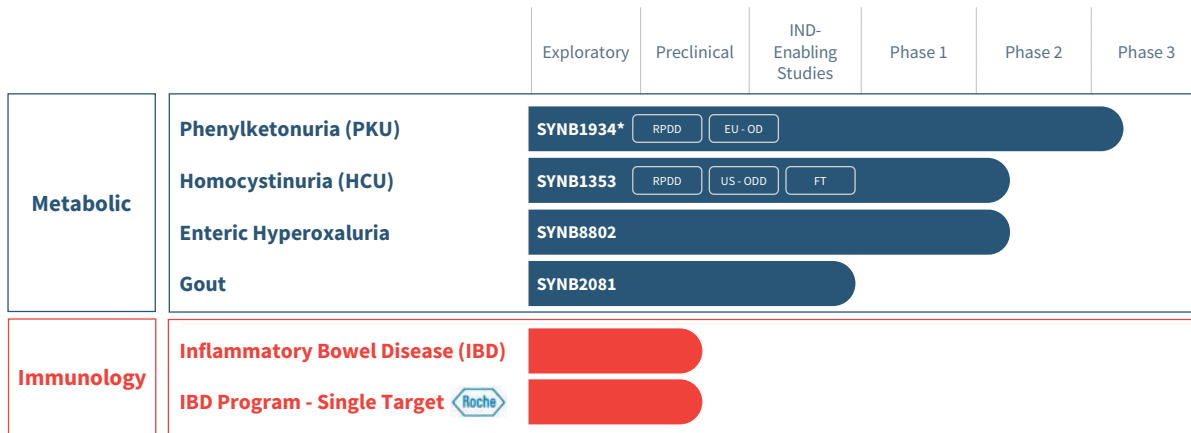 IND-
Exploratory Preclinical Enabling Phase 1 Phase 2 Phase 3
Studies
Metabolic
Phenylketonuria (PKU) SYNB1934* RPDD EU - OD
Homocystinuria (HCU) SYNB1353 RPDD US - ODD FT
Enteric Hyperoxaluria SYNB8802
Gout SYNB2081
Immunology
Inflammatory Bowel Disease (IBD)
IBD Program - Single Target Roche